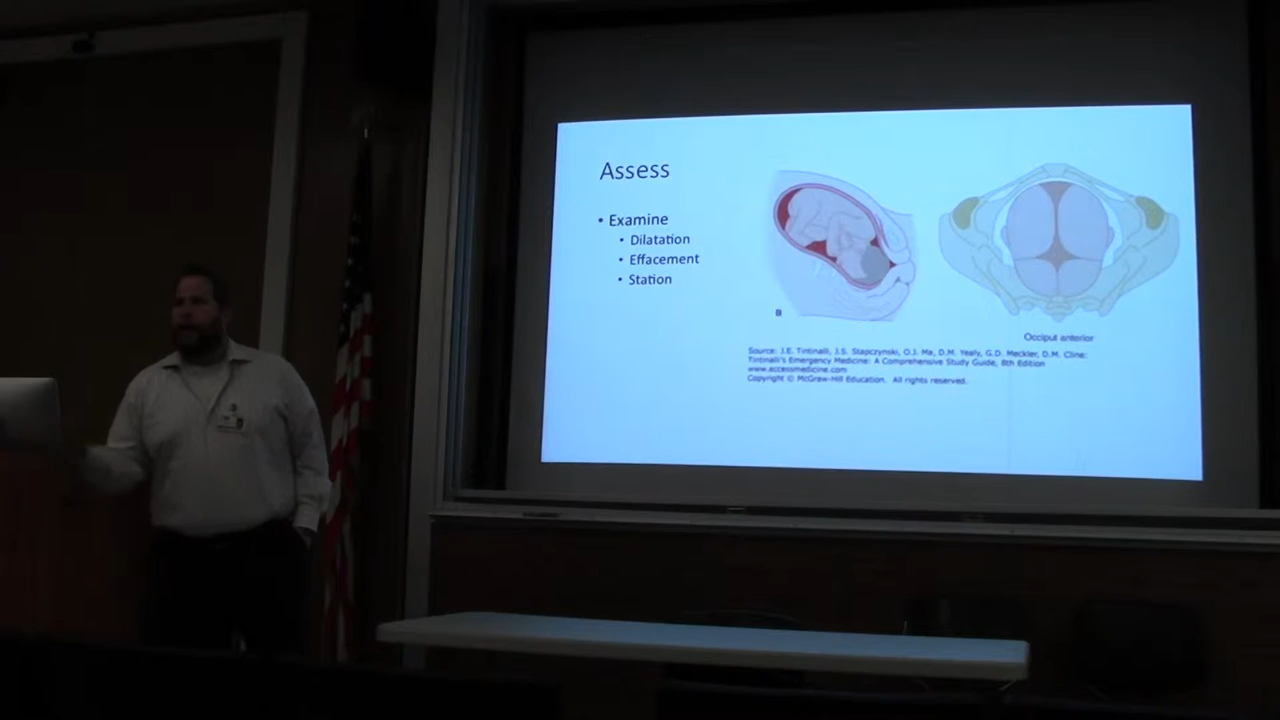 Assess
• Examine
• Dilatation
• Effacement
• Station
B
Occiput anterior
Source: J.E. Tintinalli, J.S. Stapczynski, O.J. Ma, D.M. Yealy, G.D. Meckler, D.M. Cline:
Tintinalli's Emergency Medicine: A Comprehensive Study Guide, 8th Edition
www.accessmedicine.com
Copyright © McGraw-Hill Education. All rights reserved.